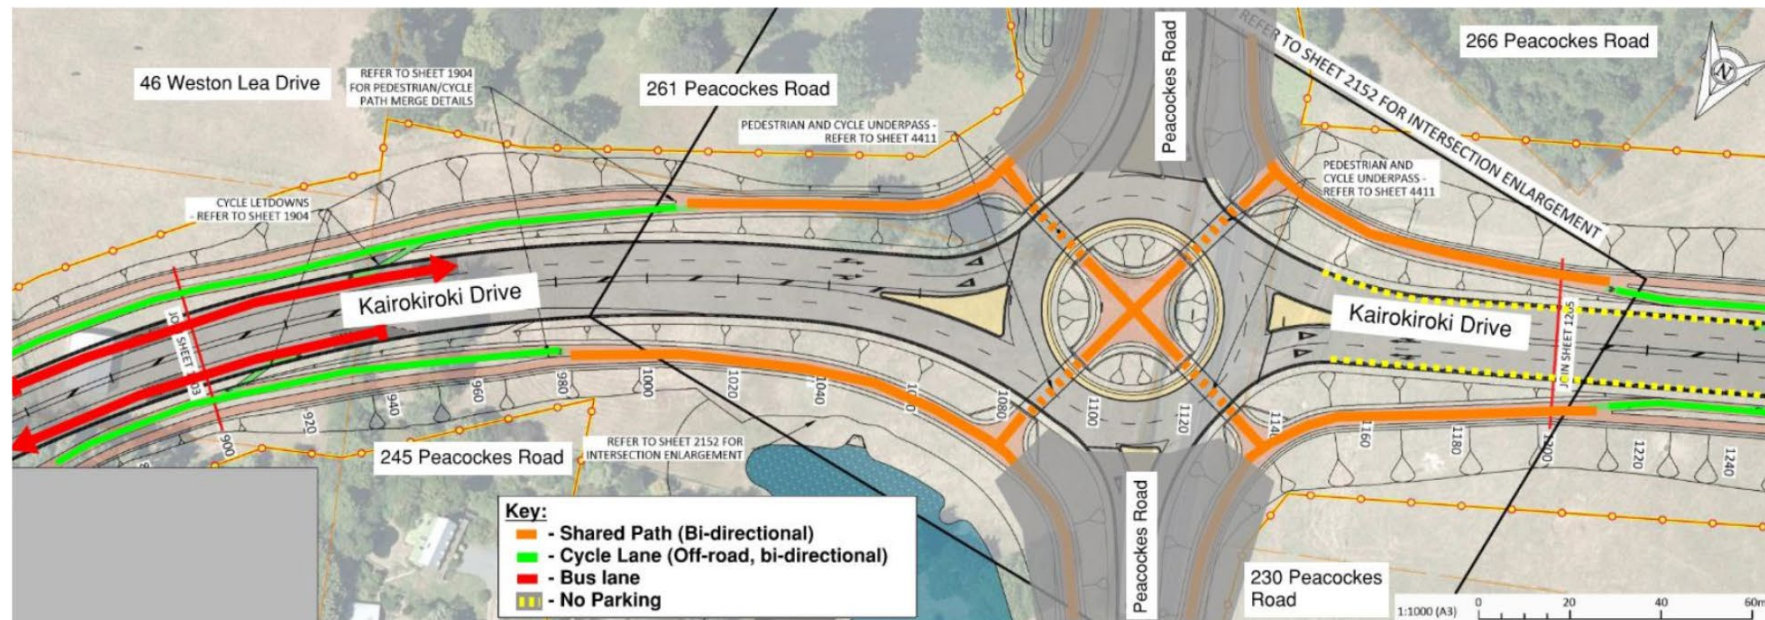 46 Weston Lea Drive
REFER TO SHEET 1904
FOR PEDESTRIAN/CYCLE
PATH MERGE DETAILS
261 Peacockes Road
PEDESTRIAN AND CYCLE UNDERPASS -
REFER TO SHEET 4411
Peacockes Road
REFER TO SHEET 2152 FOR INTERSECTION ENLARGEMENT
266 Peacockes Road
N
PEDESTRIAN AND
CYCLE UNDERPASS -
REFER TO SHEET 4411
CYCLE LETDOWNS
- REFER TO SHEET 1904
Kairokiroki Drive
Kairokiroki Drive
JOIN SHEET 1205
SHEET
900
920
940
960
980
1000
1020
1040
1080
1100
1120
1140
1160
1180
1200
1220
1240
245 Peacockes Road
REFER TO SHEET 2152 FOR
INTERSECTION ENLARGEMENT
Key:
- Shared Path (Bi-directional)
- Cycle Lane (Off-road, bi-directional)
- Bus lane
- No Parking
Peacockes Road
230 Peacockes
Road
1:1000 (A3)
0
20
40
60m